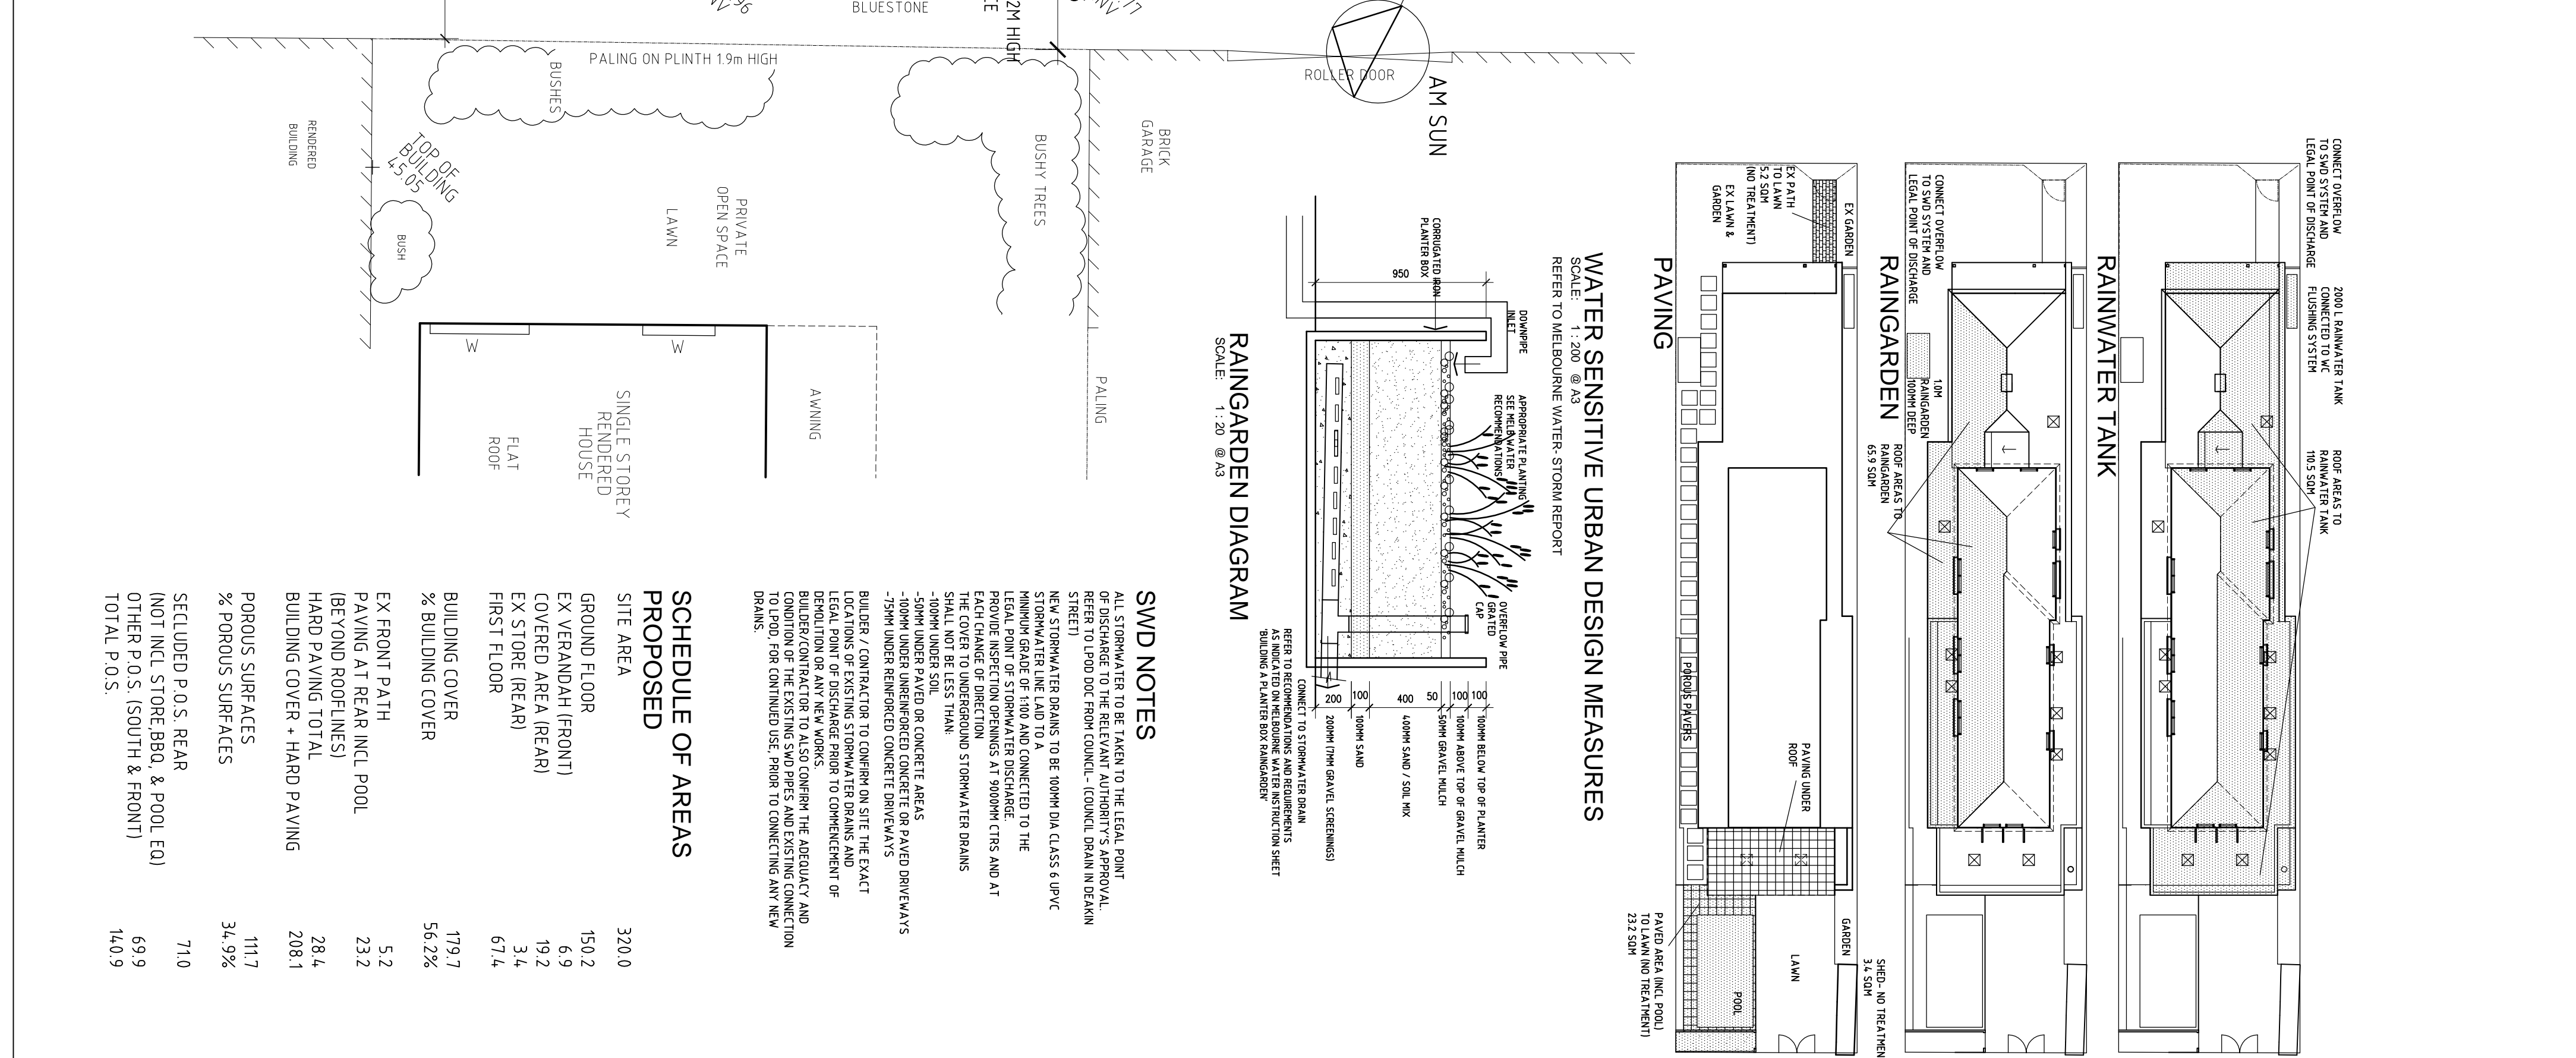 CONNECT OVERFLOW
TO SWD SYSTEM AND
LEGAL POINT OF DISCHARGE
2000 L RAINWATER TANK
CONNECTED TO WC
FLUSHING SYSTEM
ROOF AREAS TO
RAINWATER TANK
110.5 SQM
RAINWATER TANK
CONNECT OVERFLOW
TO SWD SYSTEM AND
LEGAL POINT OF DISCHARGE
1.0M
RAINGARDEN
100MM DEEP
ROOF AREAS TO
RAINGARDEN
65.9 SQM
RAINGARDEN
EX GARDEN
EX PATH
TO LAWN
5.2 SQM
(NO TREATMENT)
EX LAWN &
GARDEN
POROUS PAVERS
PAVING UNDER
ROOF
GARDEN
LAWN
POOL
SHED- NO TREATMEN
3.4 SQM
PAVED AREA (INCL POOL)
TO LAWN (NO TREATMENT)
23.2 SQM
PAVING
WATER SENSITIVE URBAN DESIGN MEASURES
SCALE: 1 : 200 @ A3
REFER TO MELBOURNE WATER- STORM REPORT
950
CORRUGATED IRON
PLANTER BOX
DOWNPIPE
INLET
APPROPRIATE PLANTING
SEE MELB WATER
RECOMMENDATIONS
OVERFLOW PIPE
GRATED
CAP
200
100
400
50
100
100
100MM BELOW TOP OF PLANTER
100MM ABOVE TOP OF GRAVEL MULCH
50MM GRAVEL MULCH
400MM SAND / SOIL MIX
100MM SAND
200MM (7MM GRAVEL SCREENINGS)
CONNECT TO STORMWATER DRAIN
REFER TO RECOMMENDATIONS AND REQUIREMENTS
AS INDICATED ON MELBOURNE WATER INSTRUCTION SHEET
'BUILDING A PLANTER BOX RAINGARDEN'
RAINGARDEN DIAGRAM
SCALE: 1 : 20 @ A3
SWD NOTES
ALL STORMWATER TO BE TAKEN TO THE LEGAL POINT
OF DISCHARGE TO THE RELEVANT AUTHORITY'S APPROVAL.
REFER TO LPOD DOC FROM COUNCIL- (COUNCIL DRAIN IN DEAKIN
STREET)
NEW STORMWATER DRAINS TO BE 100MM DIA CLASS 6 UPVC
STORMWATER LINE LAID TO A
MINIMUM GRADE OF 1:100 AND CONNECTED TO THE
LEGAL POINT OF STORMWATER DISCHARGE.
PROVIDE INSPECTION OPENINGS AT 9000MM CTRS AND AT
EACH CHANGE OF DIRECTION
THE COVER TO UNDERGROUND STORMWATER DRAINS
SHALL NOT BE LESS THAN:
-100MM UNDER SOIL
-50MM UNDER PAVED OR CONCRETE AREAS
-100MM UNDER UNREINFORCED CONCRETE OR PAVED DRIVEWAYS
-75MM UNDER REINFORCED CONCRETE DRIVEWAYS
BUILDER / CONTRACTOR TO CONFIRM ON SITE THE EXACT
LOCATIONS OF EXISTING STORMWATER DRAINS AND
LEGAL POINT OF DISCHARGE PRIOR TO COMMENCEMENT OF
DEMOLITION OR ANY NEW WORKS.
BUILDER/CONTRACTOR TO ALSO CONFIRM THE ADEQUACY AND
CONDITION OF THE EXISTING SWD PIPES AND EXISTING CONNECTION
TO LPOD, FOR CONTINUED USE, PRIOR TO CONNECTING ANY NEW
DRAINS.
SCHEDULE OF AREAS
PROPOSED
SITE AREA 320.0
GROUND FLOOR 150.2
EX VERANDAH (FRONT) 6.9
COVERED AREA (REAR) 19.2
EX STORE (REAR) 3.4
FIRST FLOOR 67.4
BUILDING COVER 179.7
% BUILDING COVER 56.2%
EX FRONT PATH 5.2
PAVING AT REAR INCL POOL 23.2
(BEYOND ROOFLINES)
HARD PAVING TOTAL 28.4
BUILDING COVER + HARD PAVING 208.1
POROUS SURFACES 111.7
% POROUS SURFACES 34.9%
SECLUDED P.O.S. REAR 71.0
(NOT INCL STORE,BBQ, & POOL EQ)
OTHER P.O.S. (SOUTH & FRONT) 69.9
TOTAL P.O.S. 140.9
AM SUN
ROLLER DOOR
BRICK
GARAGE
2M HIGH
BLUESTONE
PALING ON PLINTH 1.9m HIGH
BUSHES
BUSHY TREES
PRIVATE
OPEN SPACE
LAWN
TOP OF
BUILDING
45.05
RENDERED
BUILDING
BUSH
W
W
PALING
AWNING
SINGLE STOREY
RENDERED
HOUSE
FLAT
ROOF